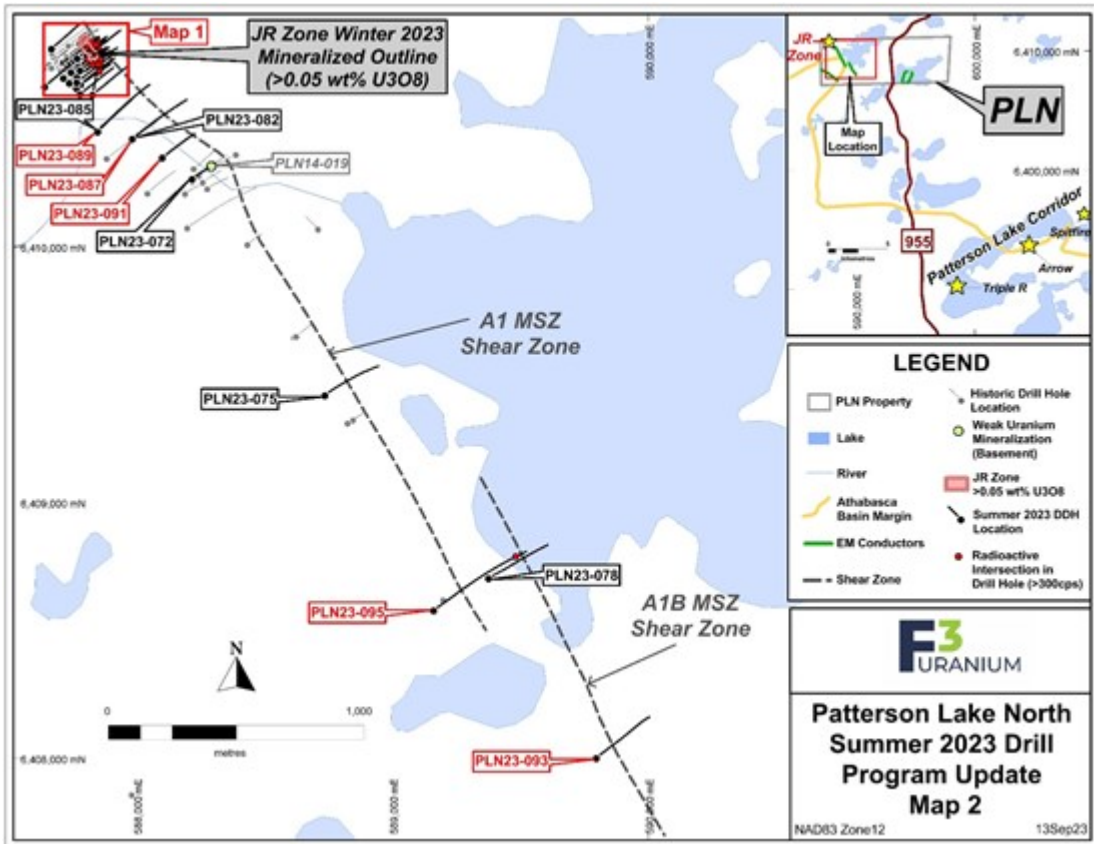 Map 1
JR Zone Winter 2023
Mineralized Outline
(>0.05 wt% U3O8)
PLN23-085
PLN23-082
PLN23-089
PLN14-019
PLN23-087
PLN23-091
PLN23-072
6,410,000 mN
A1 MSZ
Shear Zone
PLN23-075
6,409,000 mN
PLN23-078
PLN23-095
A1B MSZ
Shear Zone
N
0
1,000
metres
PLN23-093
6,408,000 mN
588,000 mE
589,000 mE
590,000 mE
590,000 mE
JR
Zone
600,000 mE
6,410,000 mN
PLN
Map
Location
6,400,000 mN
955
Patterson Lake Corridor
Spitfire
Arrow
Triple R
590,000 mE
kilometres
LEGEND
PLN Property
Lake
River
Athabasca
Basin Margin
EM Conductors
Shear Zone
Historic Drill Hole
Location
Weak Uranium
Mineralization
(Basement)
JR Zone
>0.05 wt% U3O8
Summer 2023 DDH
Location
Radioactive
Intersection in
Drill Hole (>300cps)
F3
URANIUM
Patterson Lake North
Summer 2023 Drill
Program Update
Map 2
NAD83 Zone12
13Sep23